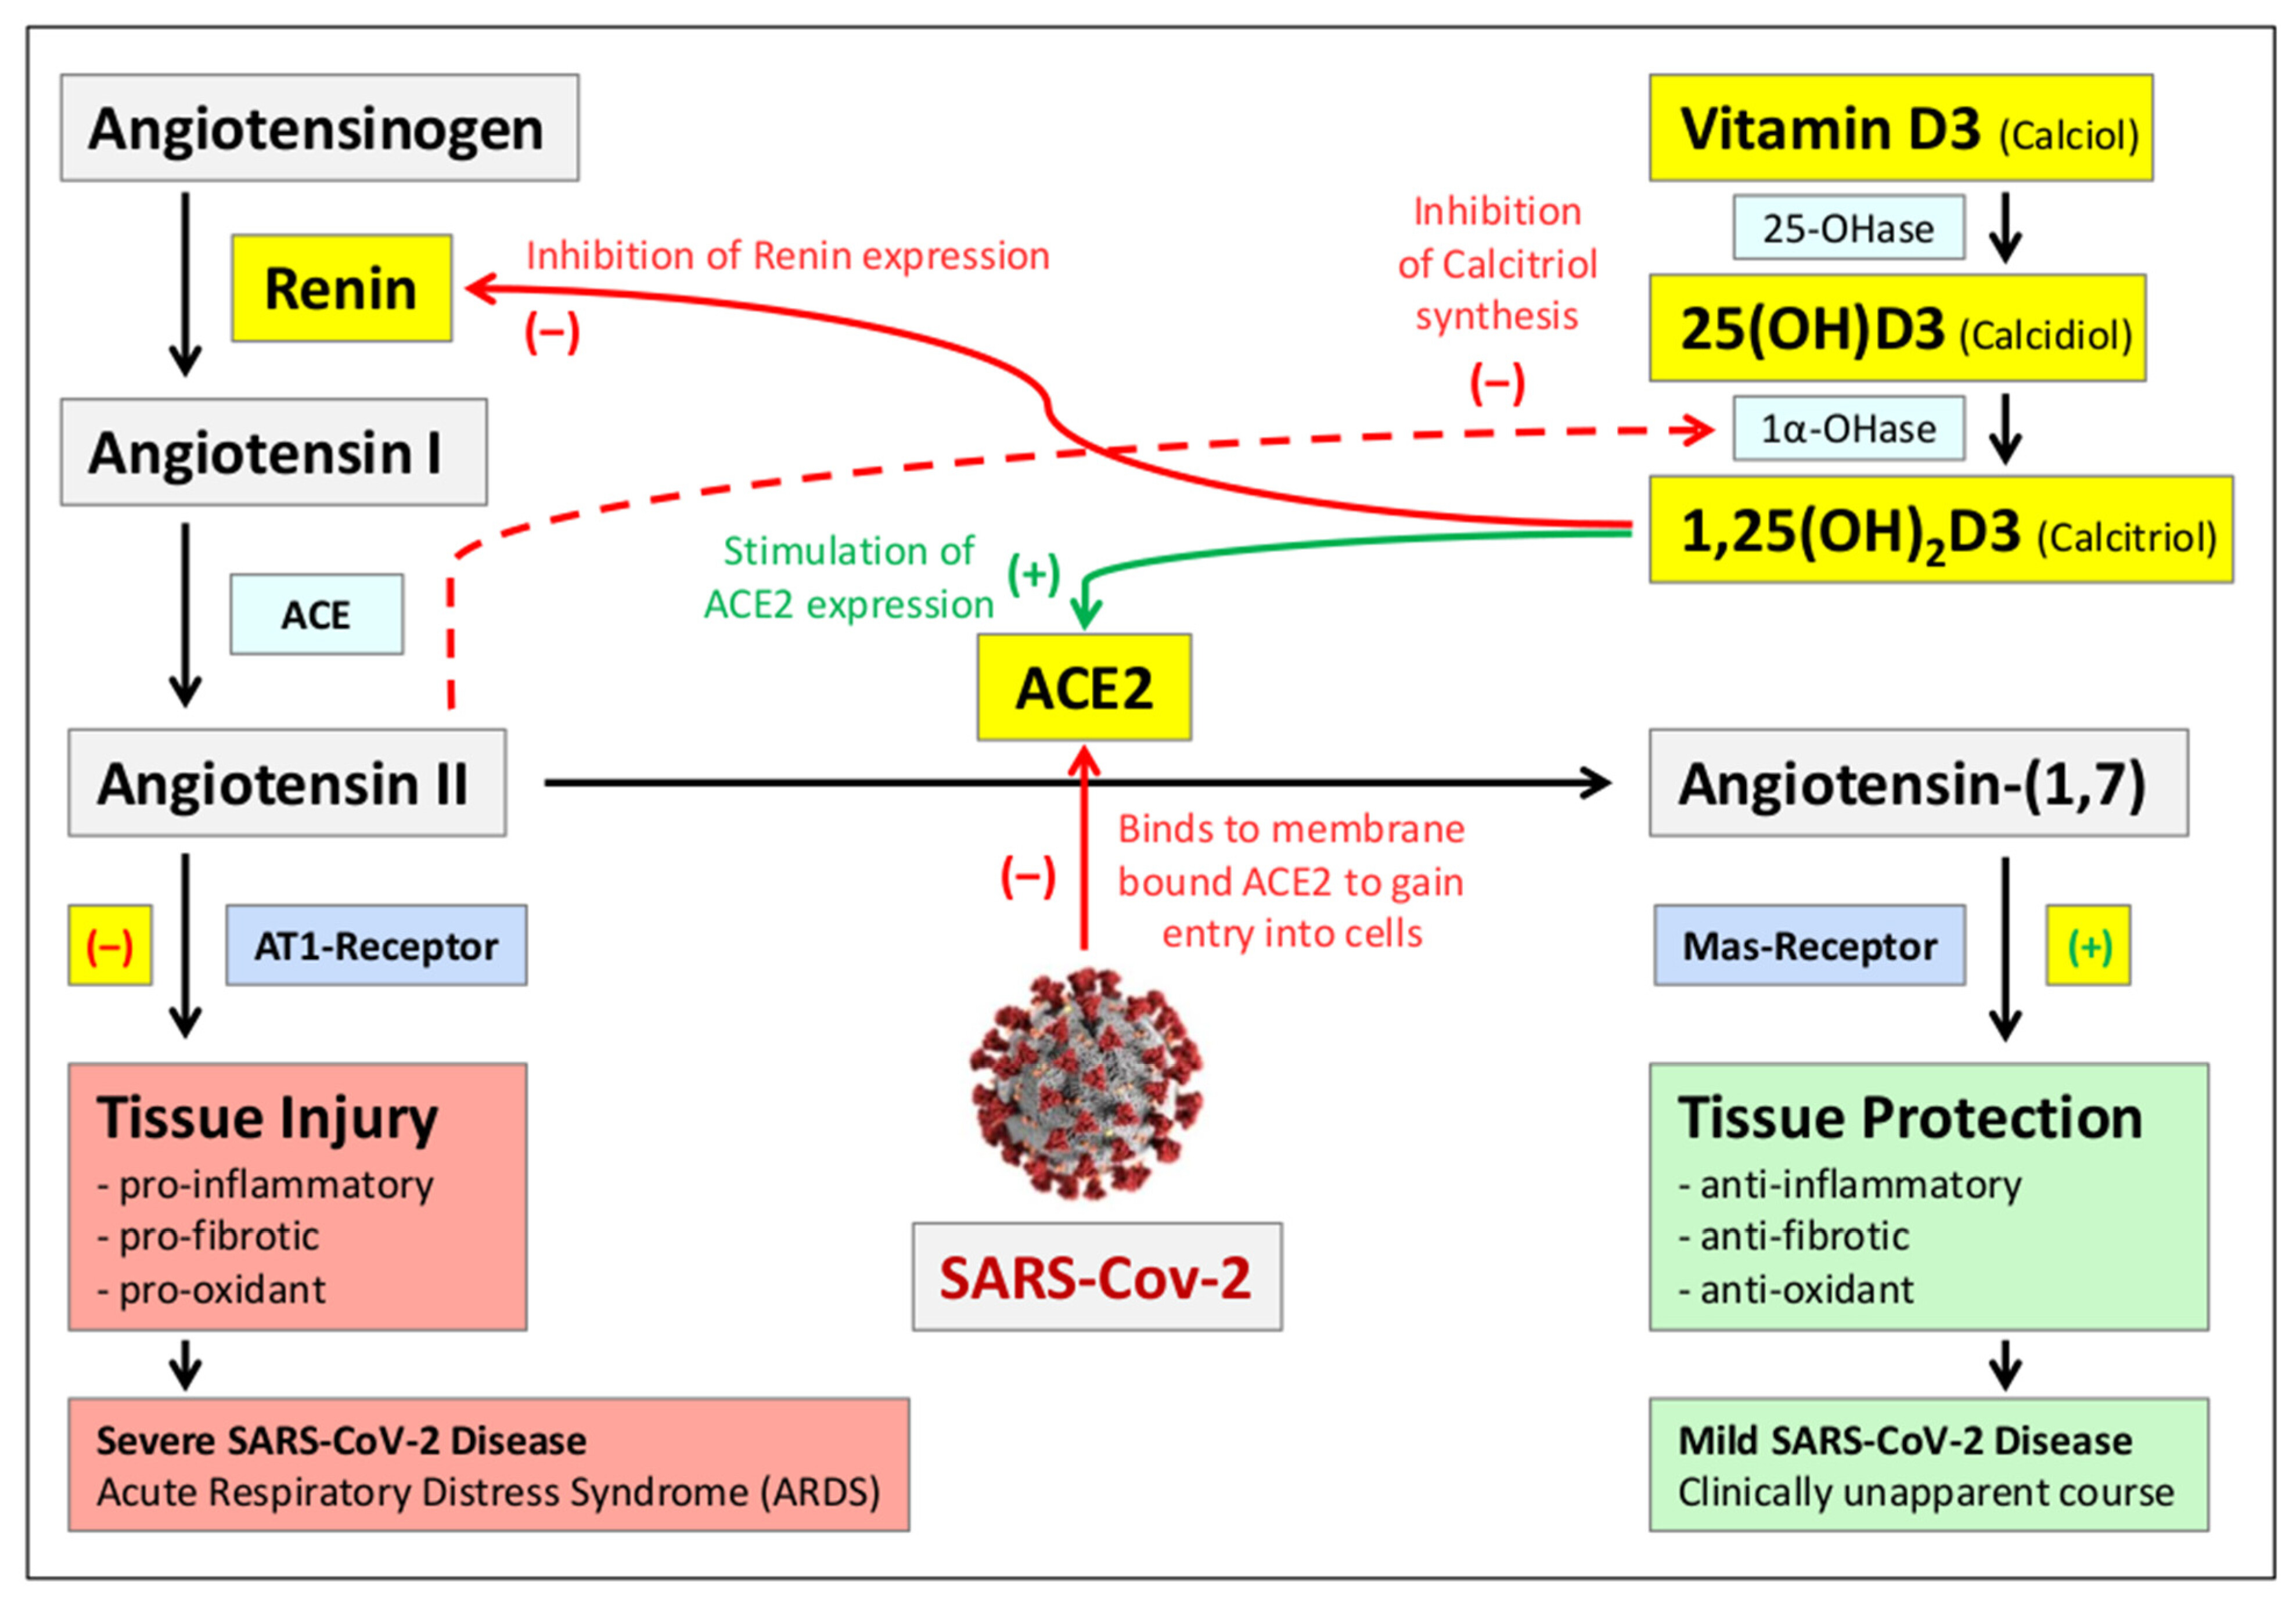 Angiotensinogen
Renin
Inhibition of Renin expression
(–)
Angiotensin I
ACE
Angiotensin II
(–)
AT1-Receptor
Tissue Injury
- pro-inflammatory
- pro-fibrotic
- pro-oxidant
Severe SARS-CoV-2 Disease
Acute Respiratory Distress Syndrome (ARDS)
Inhibition
of Calcitriol
synthesis
(–)
Stimulation of
ACE2 expression
(+)
ACE2
(–)
Binds to membrane
bound ACE2 to gain
entry into cells
SARS-Cov-2
Vitamin D3 (Calciol)
25-OHase
25(OH)D3 (Calcidiol)
1α-OHase
1,25(OH)₂D3 (Calcitriol)
Angiotensin-(1,7)
Mas-Receptor
(+)
Tissue Protection
- anti-inflammatory
- anti-fibrotic
- anti-oxidant
Mild SARS-CoV-2 Disease
Clinically unapparent course